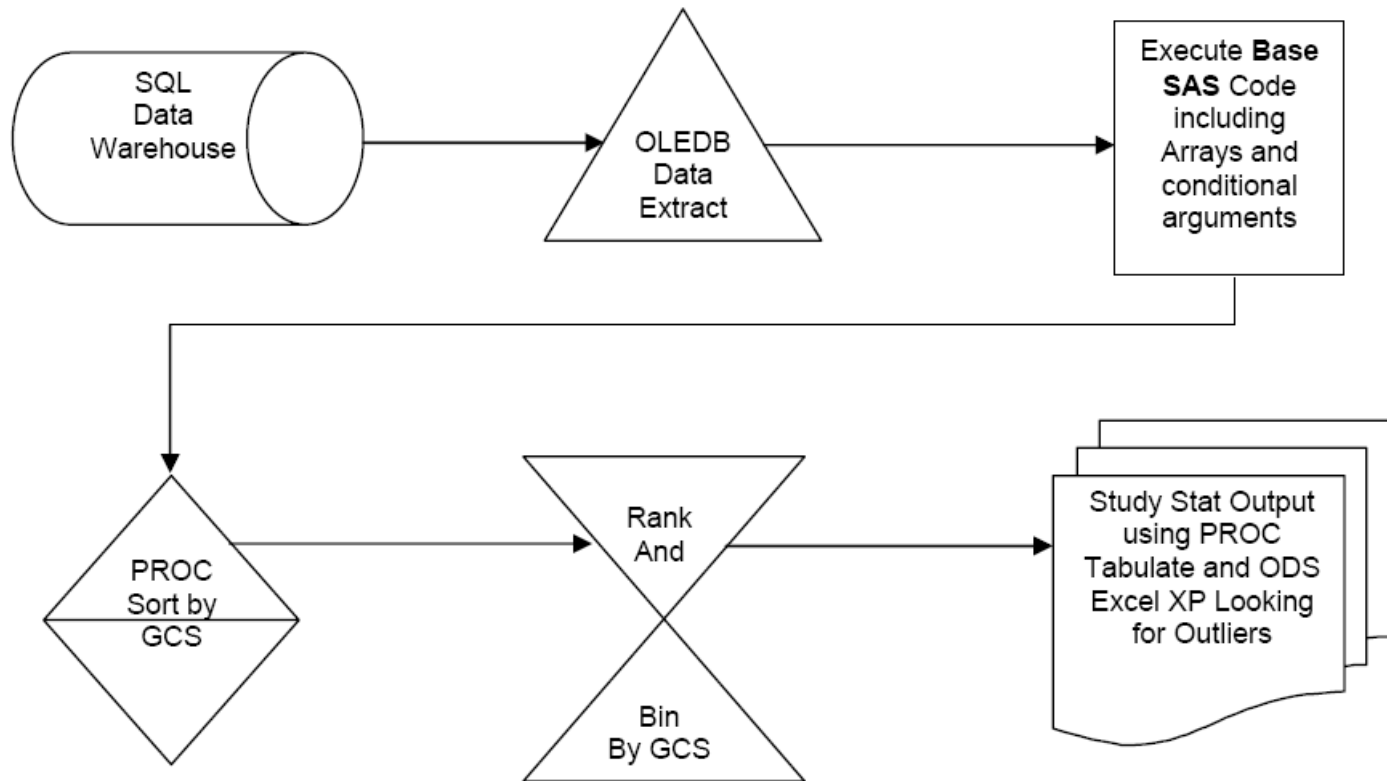 SQL
Data
Warehouse
OLEDB
Data
Extract
Execute Base
SAS Code
including
Arrays and
conditional
arguments
PROC
Sort by
GCS
Rank
And
Bin
By GCS
Study Stat Output
using PROC
Tabulate and ODS
Excel XP Looking
for Outliers